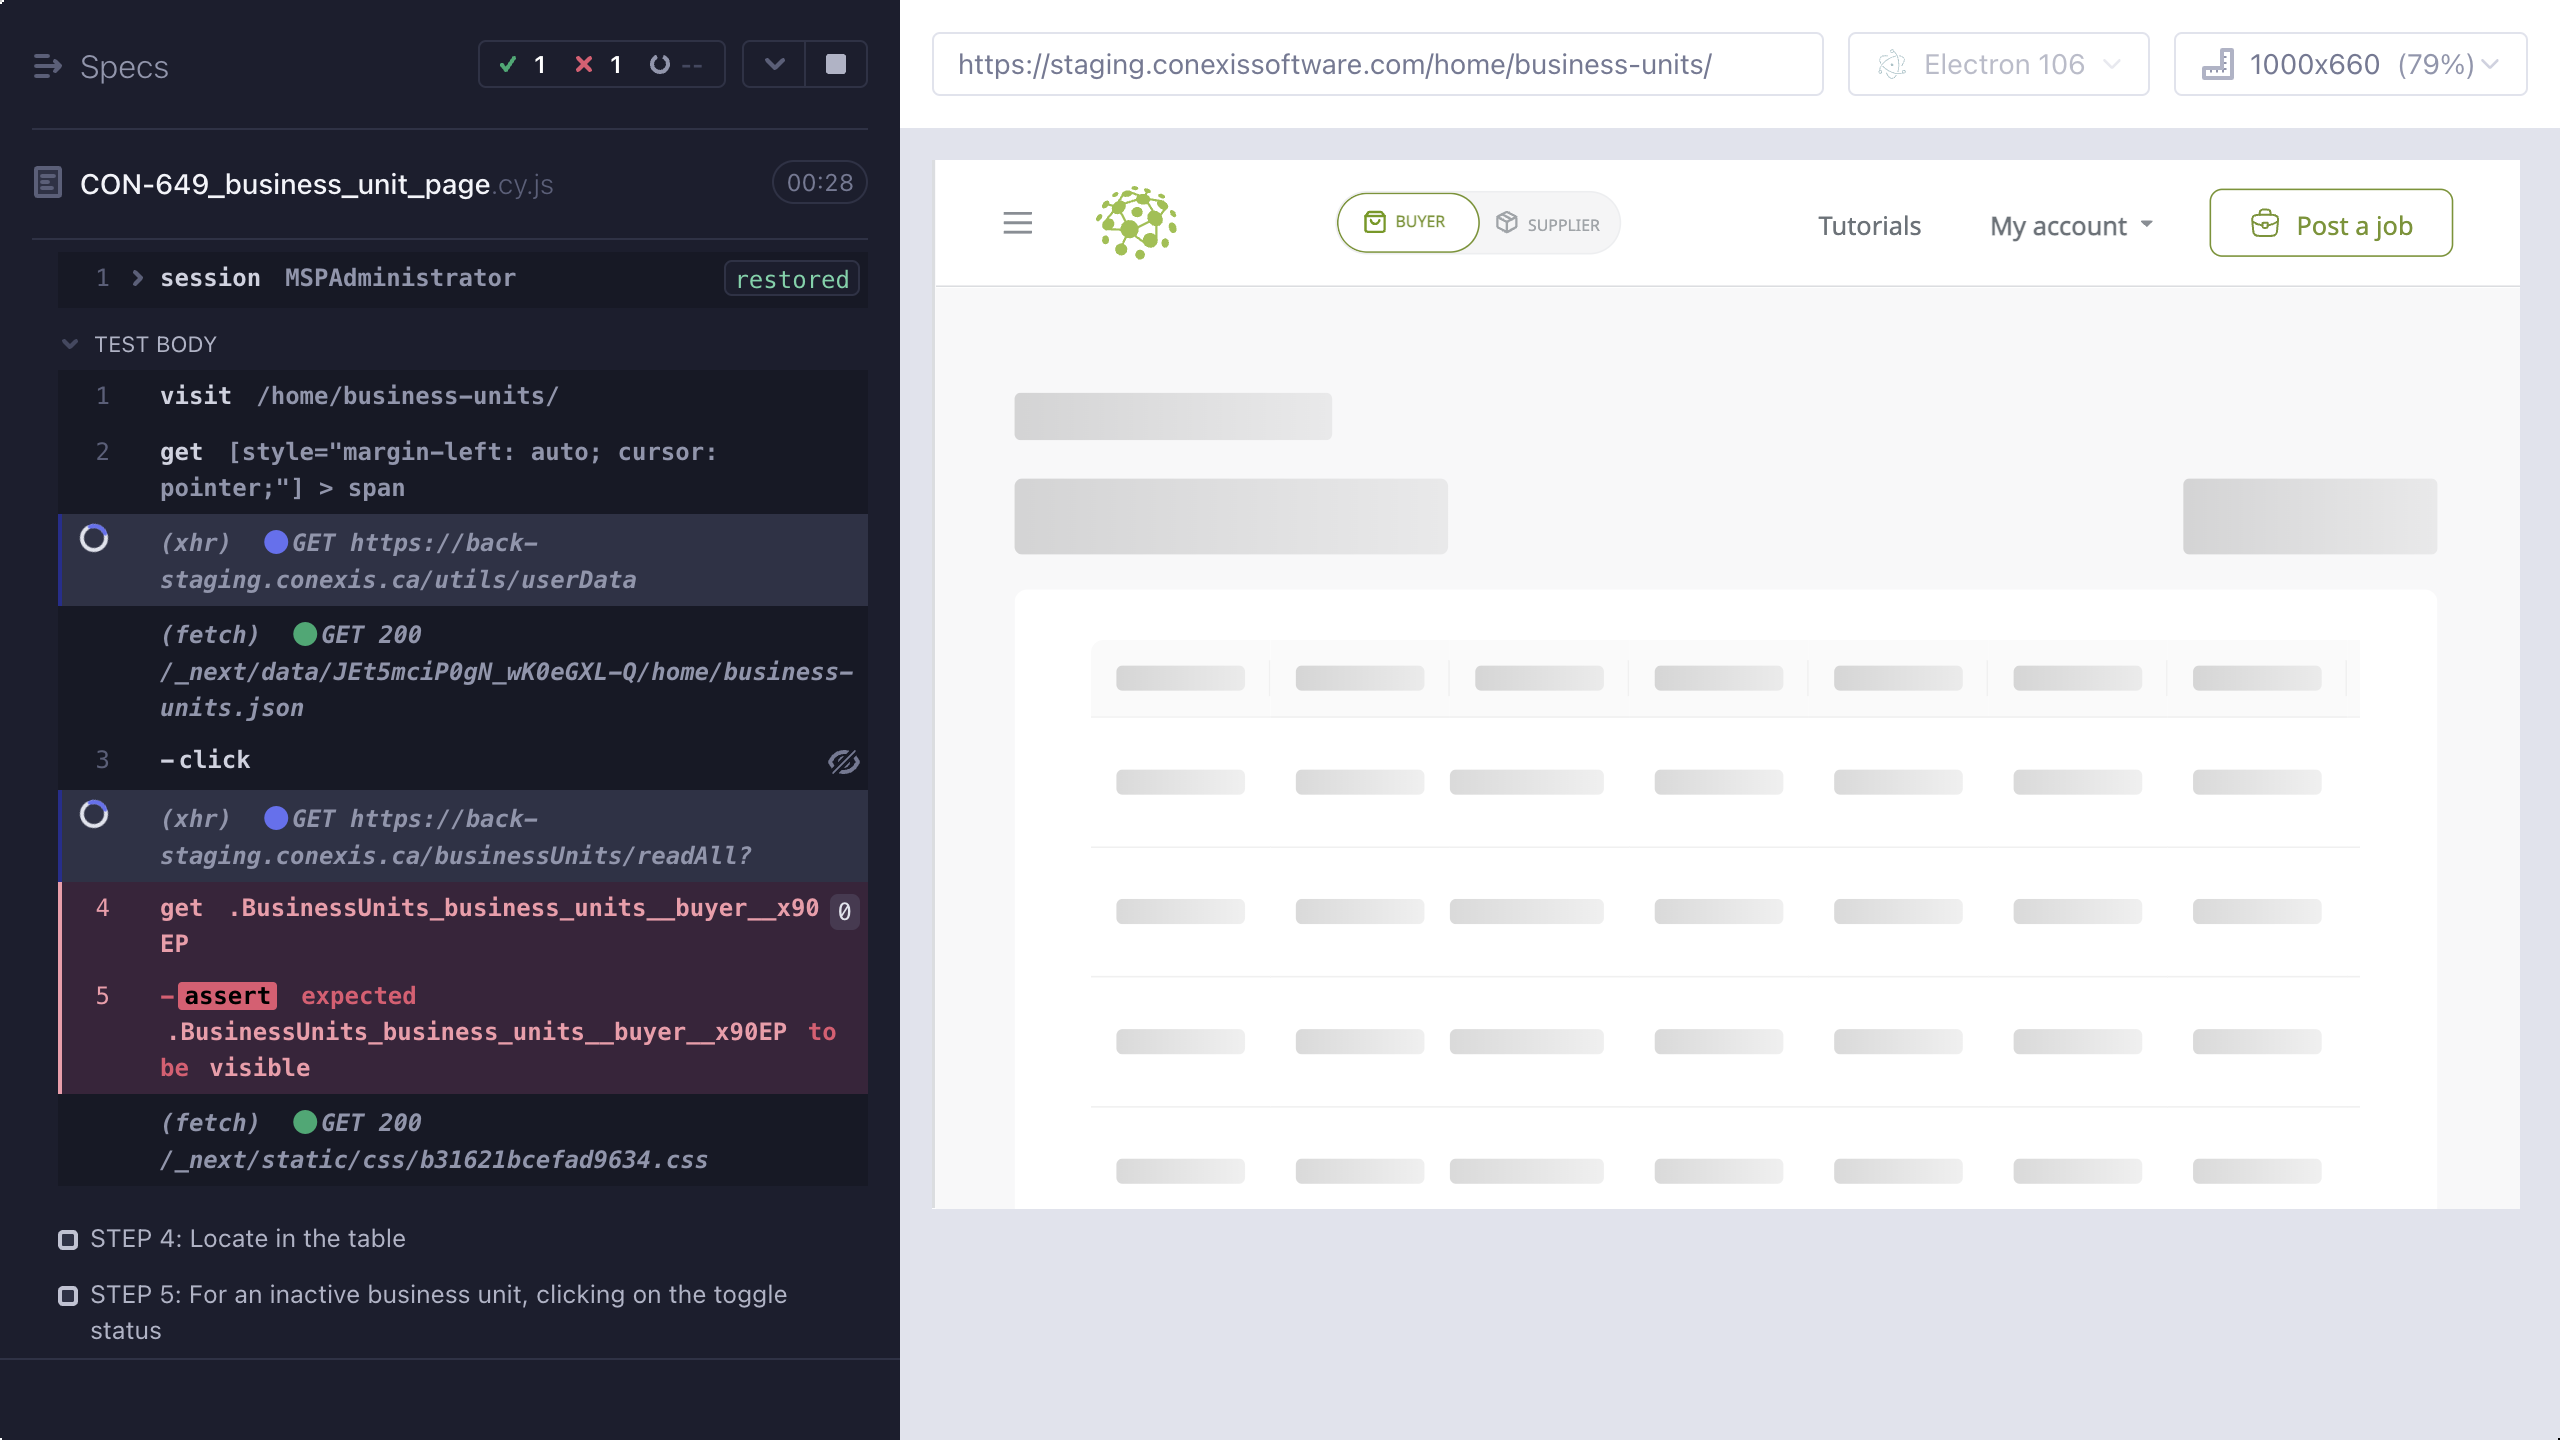 Specs
1
1
--
CON-649_business_unit_page.cy.js
00:28
1 session MSPAdministrator restored
TEST BODY
1 visit /home/business-units/
2 get [style="margin-left: auto; cursor:
pointer;"] > span
(xhr) GET https://back-
staging.conexis.ca/utils/userData
(fetch) GET 200
/_next/data/JEt5mciP0gN_wK0eGXL-Q/home/business-
units.json
3 -click
(xhr) GET https://back-
staging.conexis.ca/businessUnits/readAll?
4 get .BusinessUnits_business_units__buyer__x90 0
EP
5 -assert expected
.BusinessUnits_business_units__buyer__x90EP to
be visible
(fetch) GET 200
/_next/static/css/b31621bcefad9634.css
STEP 4: Locate in the table
STEP 5: For an inactive business unit, clicking on the toggle
status
https://staging.conexissoftware.com/home/business-units/
Electron 106
1000x660 (79%)
BUYER
SUPPLIER
Tutorials
My account
Post a job